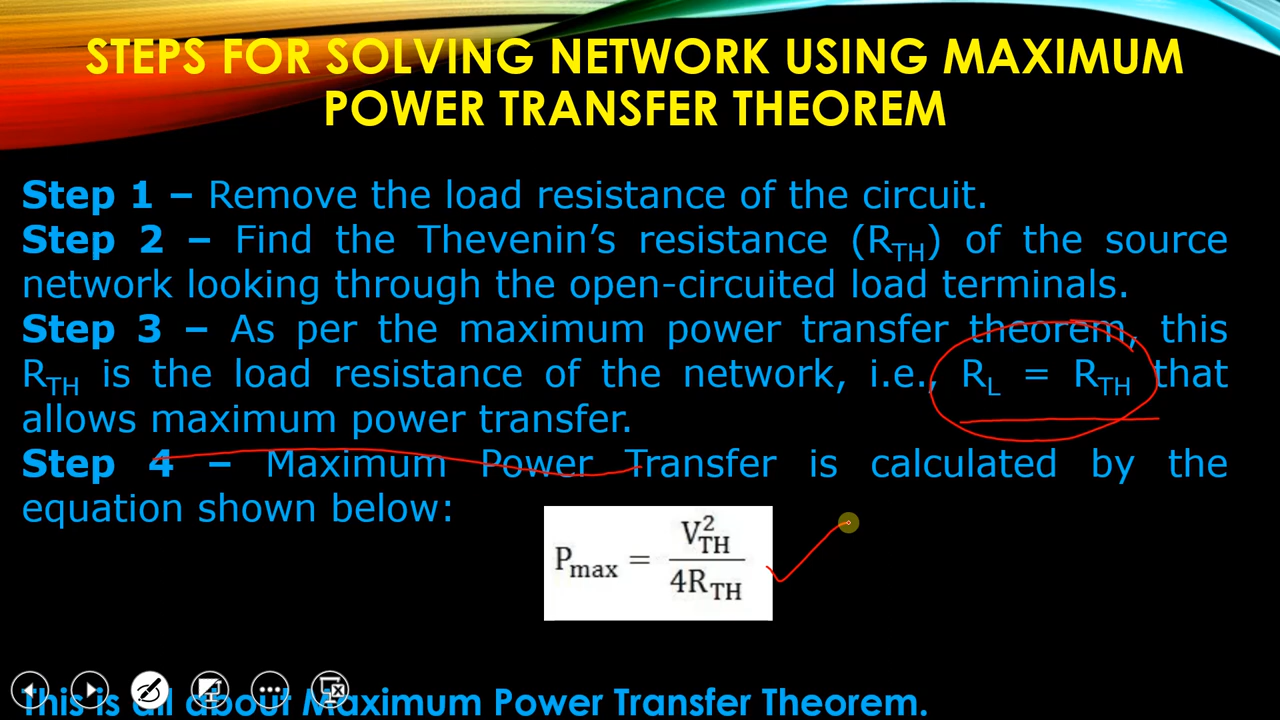 STEPS FOR SOLVING NETWORK USING MAXIMUM
POWER TRANSFER THEOREM
Step 1 – Remove the load resistance of the circuit.
Step 2 – Find the Thevenin’s resistance (R_TH) of the source
network looking through the open-circuited load terminals.
Step 3 – As per the maximum power transfer theorem, this
R_TH is the load resistance of the network, i.e., R_L = R_TH that
allows maximum power transfer.
Step 4 – Maximum Power Transfer is calculated by the
equation shown below:
P_max = V_TH^2 / 4R_TH
This is all about Maximum Power Transfer Theorem.